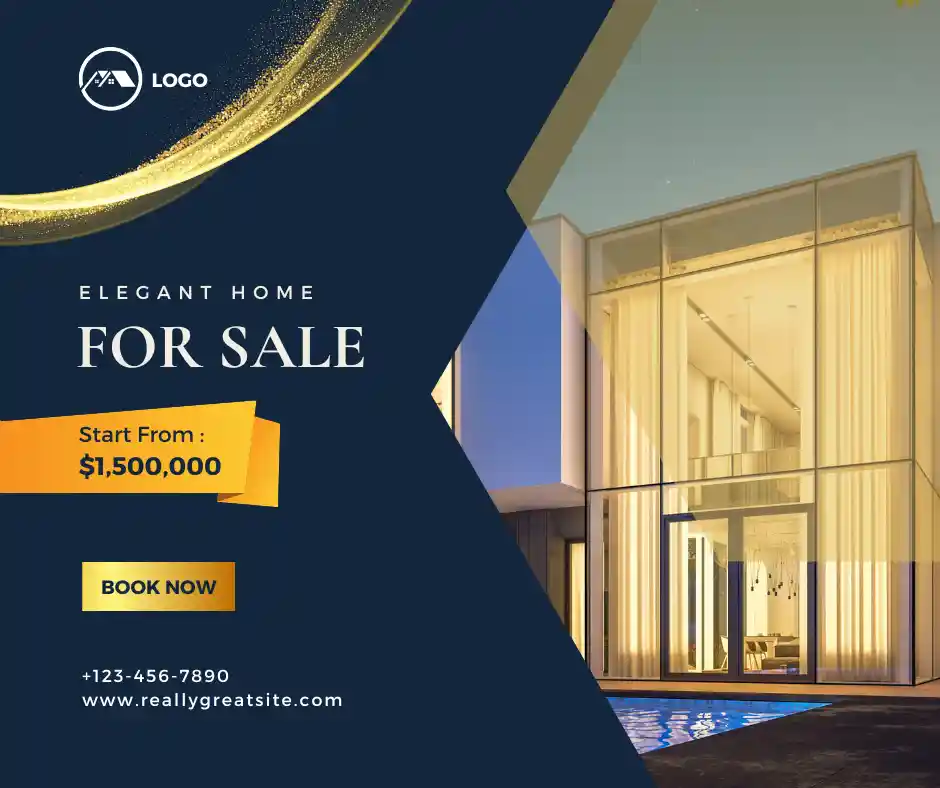 LOGO
ELEGANT HOME
FOR SALE
Start From :
$1,500,000
BOOK NOW
+123-456-7890
www.reallygreatsite.com